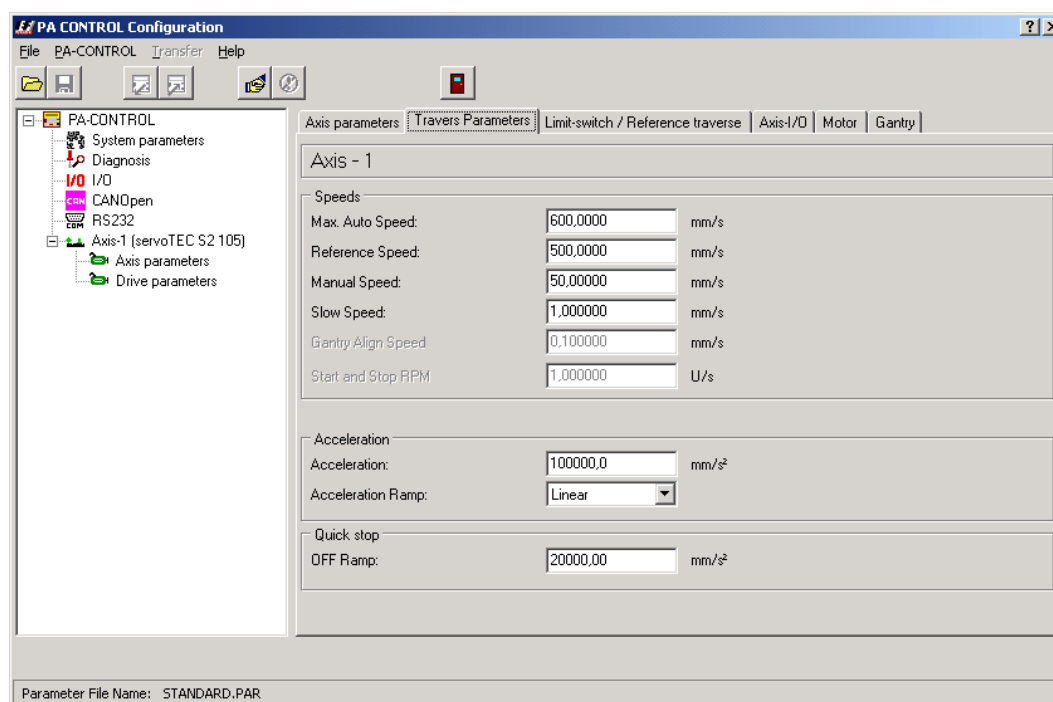 PA CONTROL Configuration
File PA-CONTROL Transfer Help
PA-CONTROL
System parameters
Diagnosis
I/O I/O
CAN CANOpen
COM RS232
Axis-1 (servoTEC S2 105)
Axis parameters
Drive parameters
Axis parameters Travers Parameters Limit-switch / Reference traverse Axis-I/O Motor Gantry
Axis - 1
Speeds
Max. Auto Speed: 600,0000 mm/s
Reference Speed: 500,0000 mm/s
Manual Speed: 50,00000 mm/s
Slow Speed: 1,000000 mm/s
Gantry Align Speed 0,100000 mm/s
Start and Stop RPM 1,000000 U/s
Acceleration
Acceleration: 100000,0 mm/s²
Acceleration Ramp: Linear
Quick stop
OFF Ramp: 20000,00 mm/s²
Parameter File Name: STANDARD.PAR